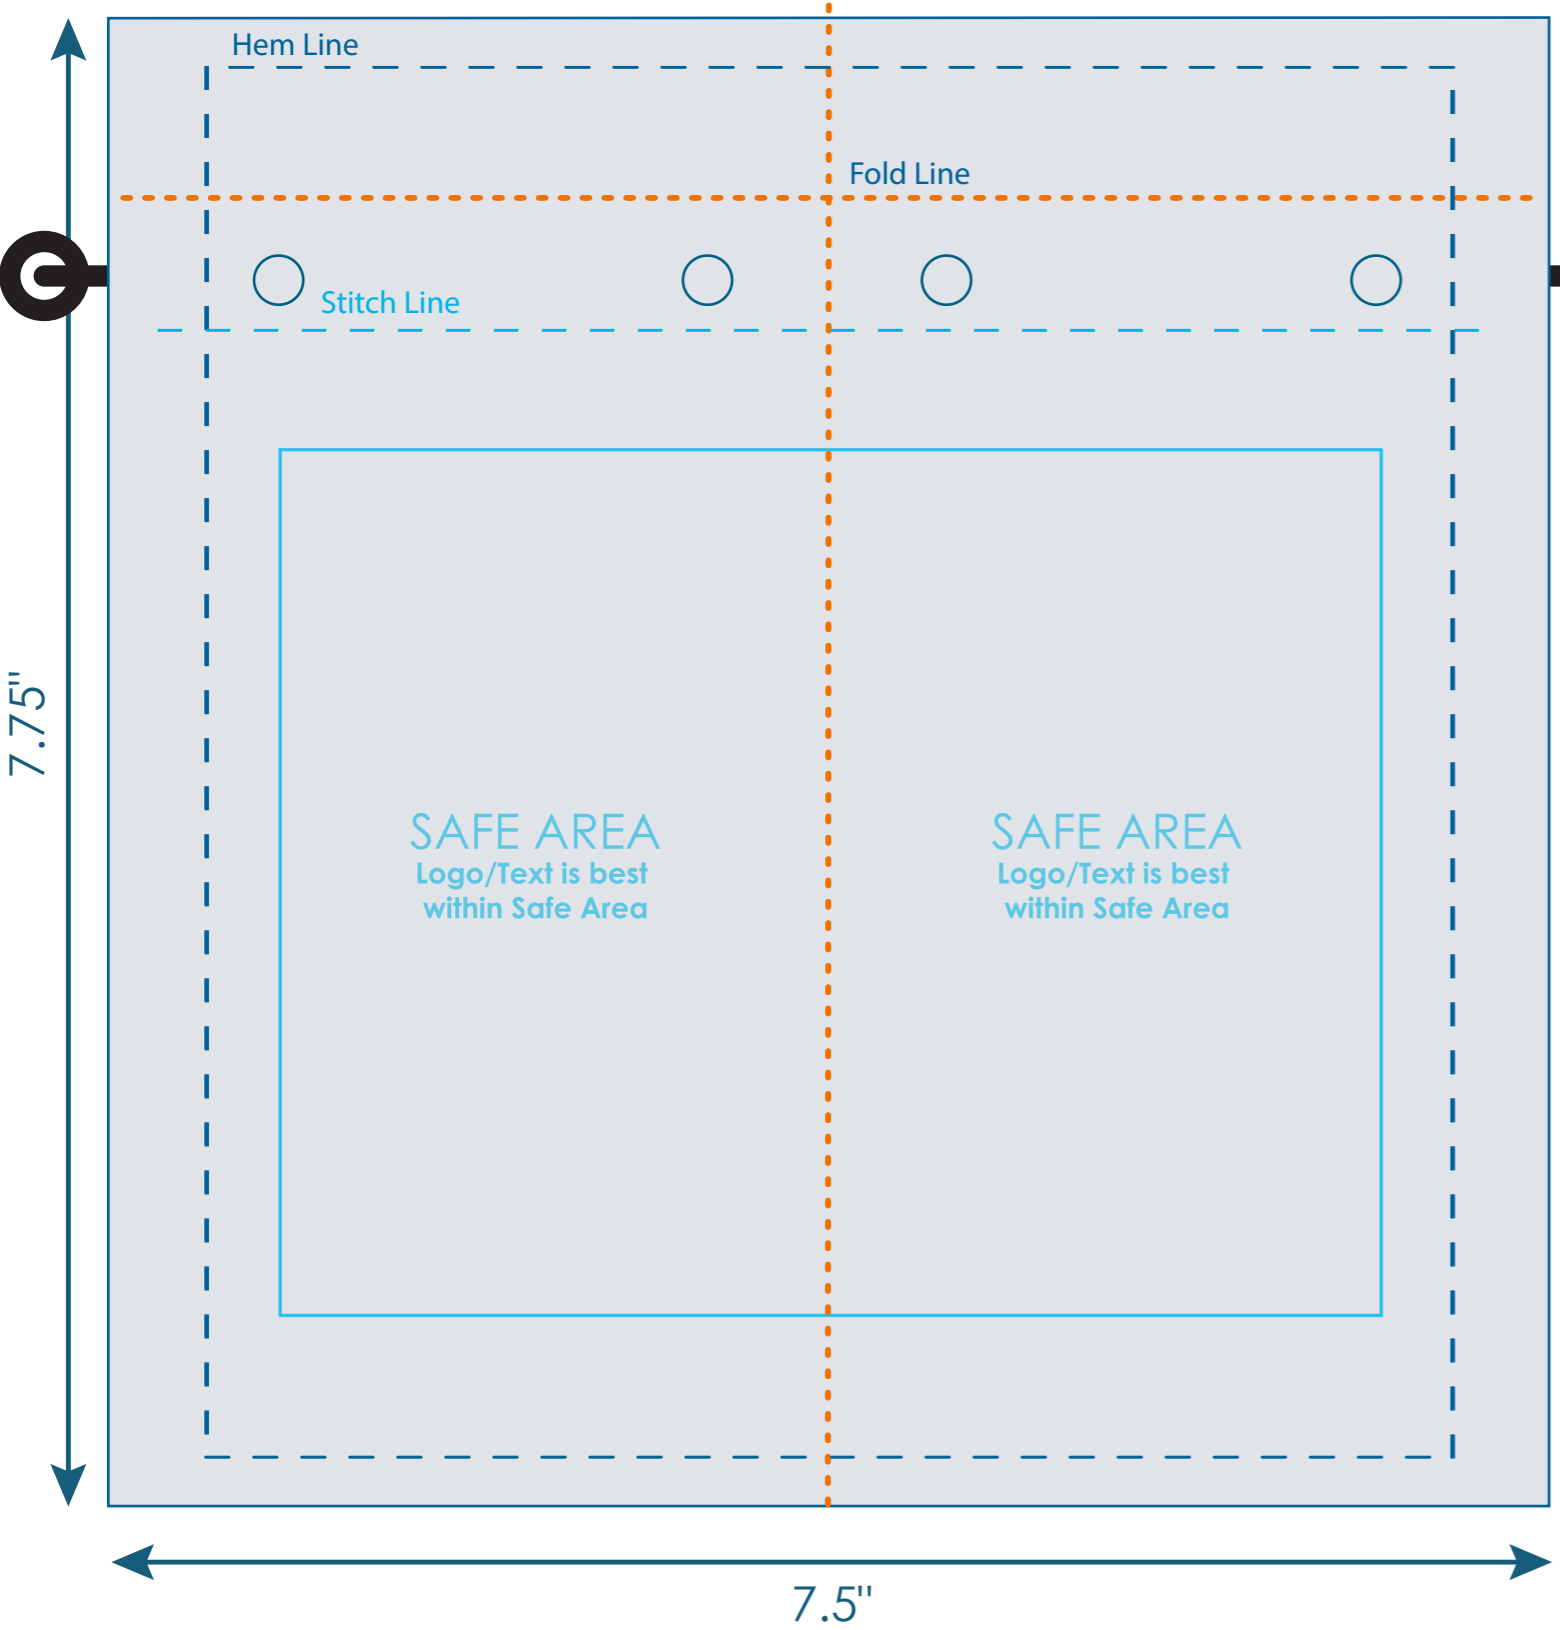 Hem Line
Fold Line
Stitch Line
7.75"
SAFE AREA
Logo/Text is best
within Safe Area
SAFE AREA
Logo/Text is best
within Safe Area
7.5"